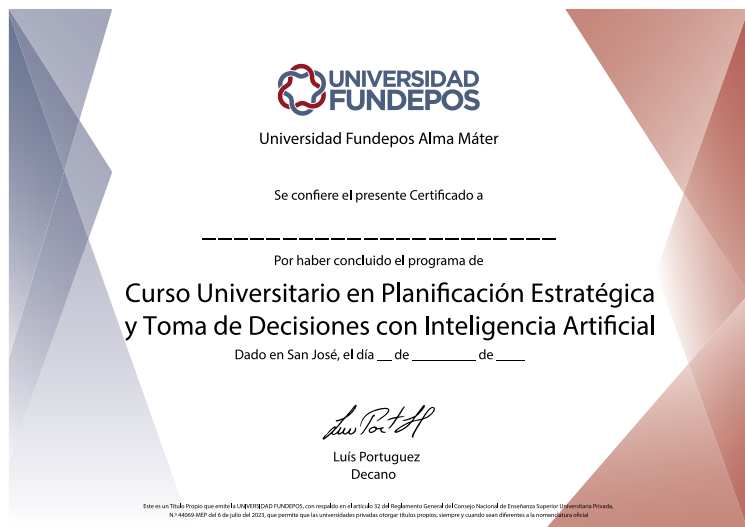 UNIVERSIDAD
FUNDEPOS
Universidad Fundepos Alma Máter
Se confiere el presente Certificado a
Por haber concluido el programa de
Curso Universitario en Planificación Estratégica
y Toma de Decisiones con Inteligencia Artificial
Dado en San José, el día __ de ________ de ____
Luís Portuguez
Decano
Este es un Título Propio que emite la UNIVERSIDAD FUNDEPOS, con respaldo en el artículo 32 del Reglamento General del Consejo Nacional de Enseñanza Superior Universitaria Privada,
N.º 44069-MEP del 6 de julio del 2023, que permite que las universidades privadas otorgar títulos propios, siempre y cuando sean diferentes a la nomenclatura oficial